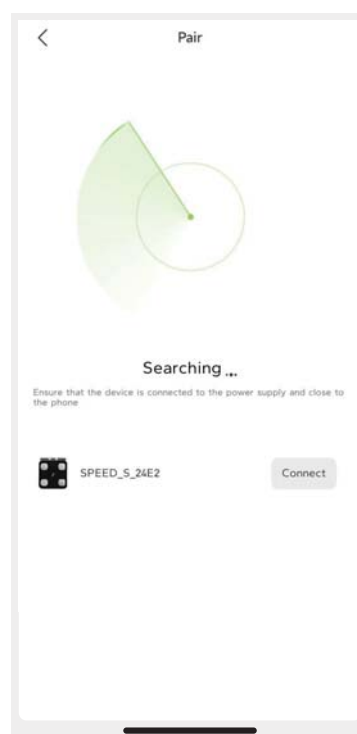 Pair
Searching ...
Ensure that the device is connected to the power supply and close to
the phone
SPEED_S_24E2
Connect